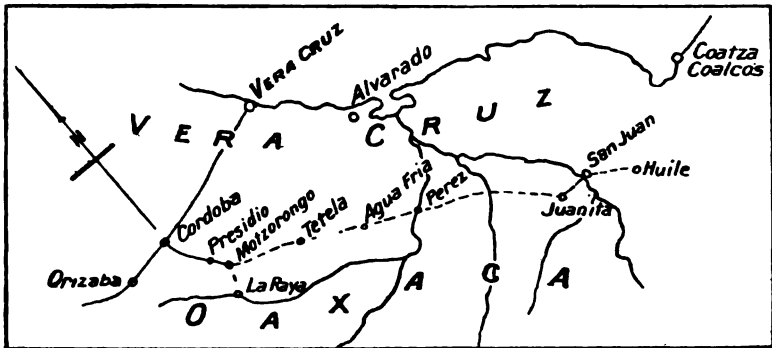 VERA CRUZ
Alvarado
Coatza
Coalcos
V E R A C R U Z
N
San Juan
Huile
Cordoba
Presidio
Motzorongo
Tetela
Agua Fria
Perez
Juanita
Orizaba
La Raya
O A X A C A